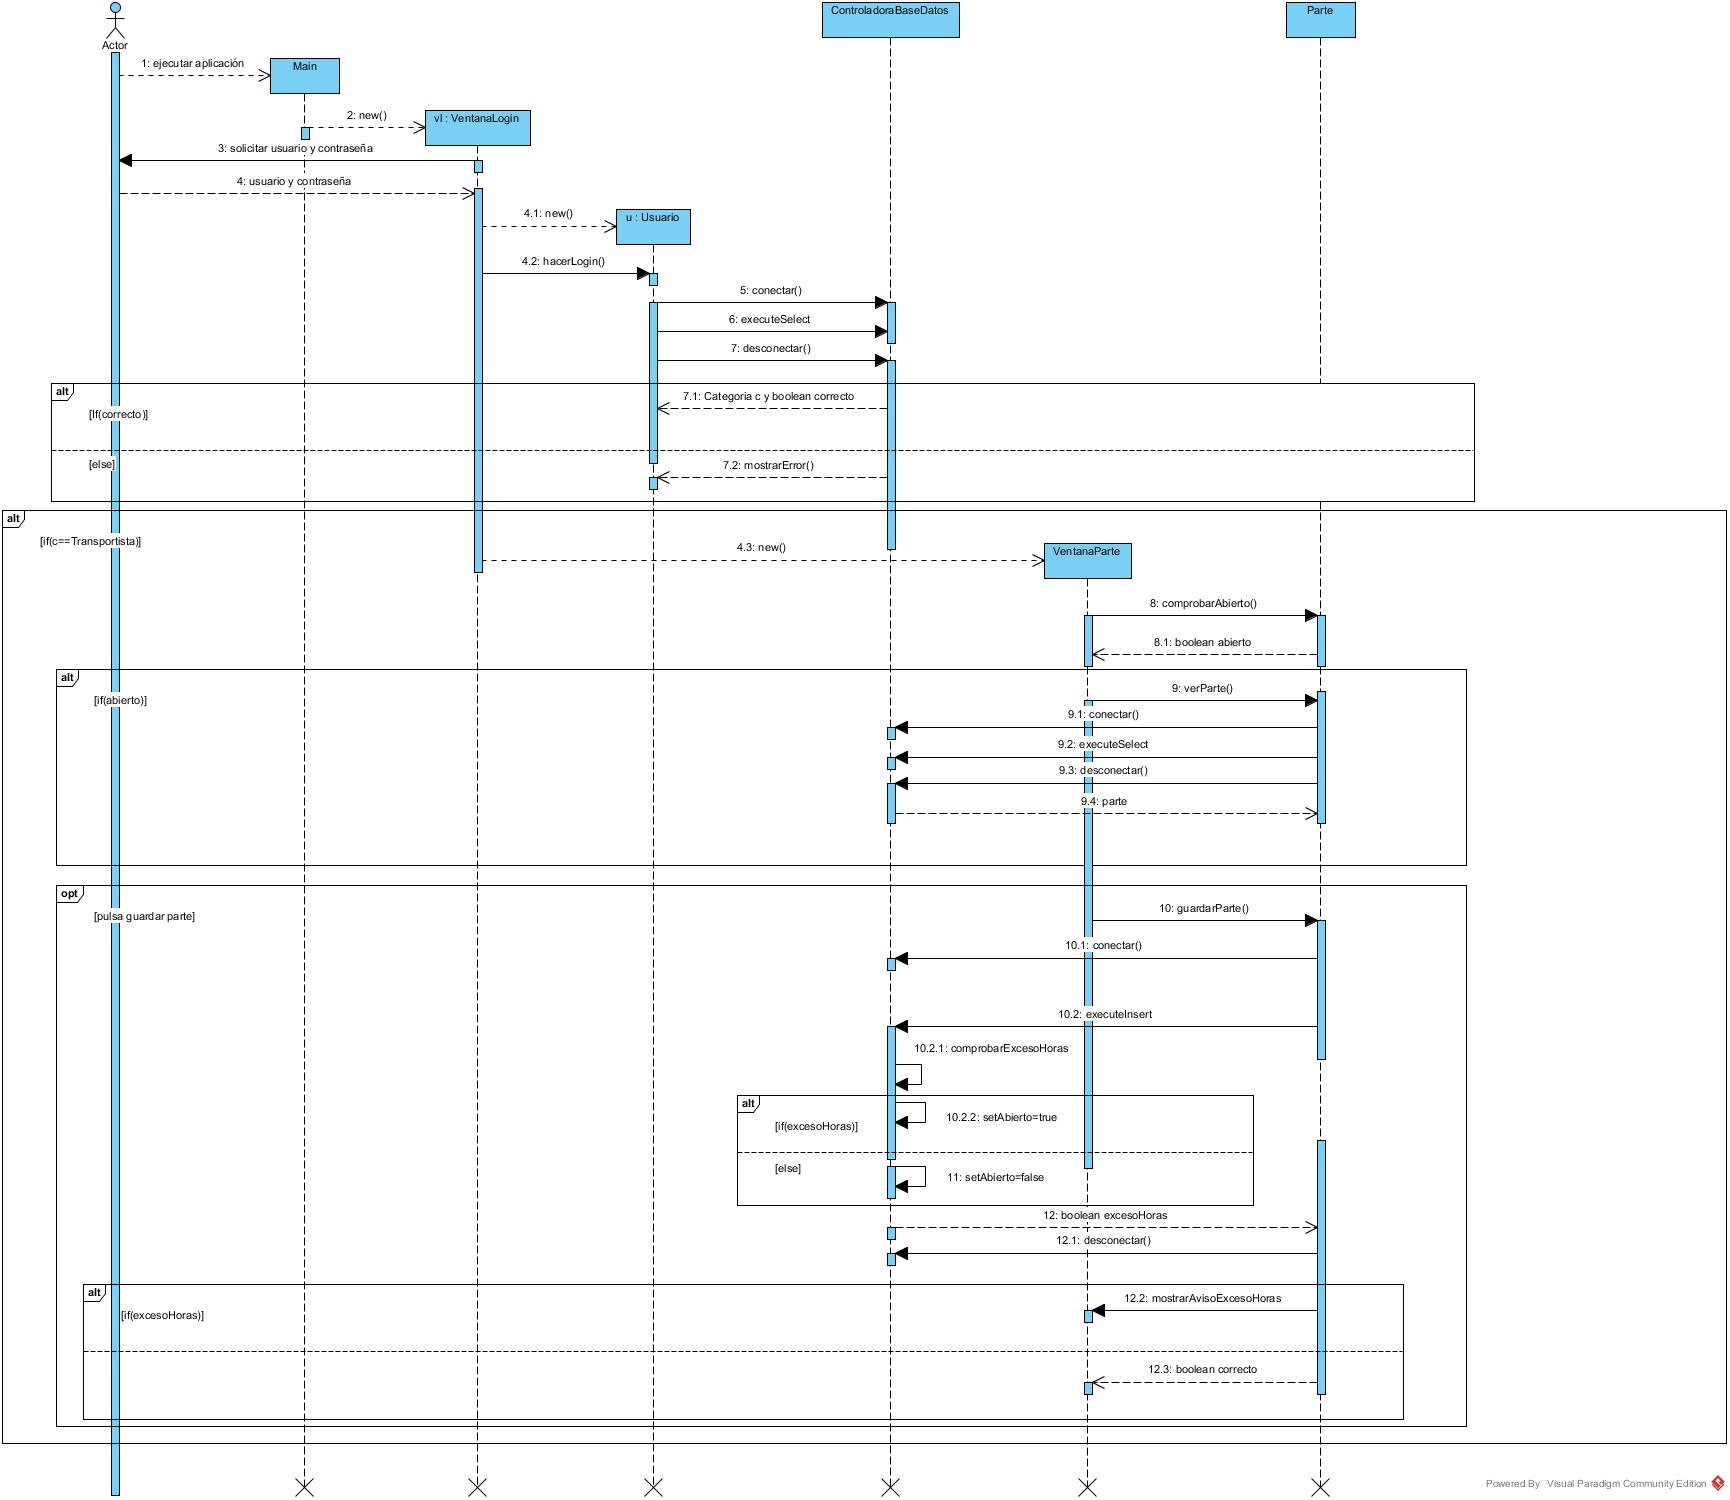 ControladoraBaseDatos
Parte
Actor
1: ejecutar aplicación
Main
2: new()
vl : VentanaLogin
3: solicitar usuario y contraseña
4: usuario y contraseña
4.1: new()
u : Usuario
4.2: hacerLogin()
5: conectar()
6: executeSelect
7: desconectar()
alt
7.1: Categoria c y boolean correcto
[If(correcto)]
[else]
7.2: mostrarError()
alt
[if(c==Transportista)]
4.3: new()
VentanaParte
8: comprobarAbierto()
8.1: boolean abierto
alt
9: verParte()
[if(abierto)]
9.1: conectar()
9.2: executeSelect
9.3: desconectar()
9.4: parte
opt
10: guardarParte()
[pulsa guardar parte]
10.1: conectar()
10.2: executeInsert
10.2.1: comprobarExcesoHoras
alt
10.2.2: setAbierto=true
[if(excesoHoras)]
[else]
11: setAbierto=false
12: boolean excesoHoras
12.1: desconectar()
alt
12.2: mostrarAvisoExcesoHoras
[if(excesoHoras)]
12.3: boolean correcto
Powered By Visual Paradigm Community Edition